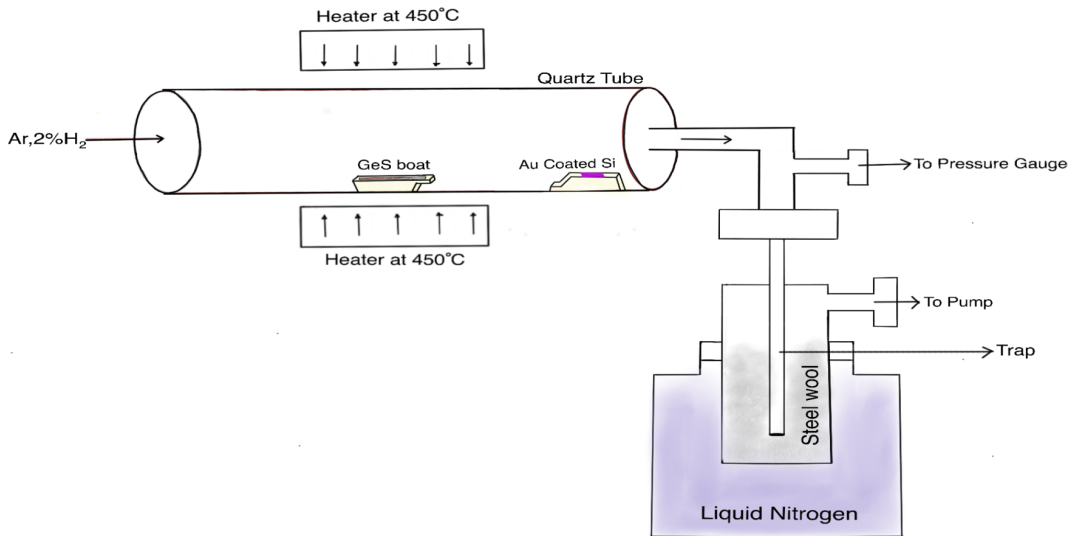 Heater at 450°C
Quartz Tube
Ar,2%H₂
GeS boat
Au Coated Si
To Pressure Gauge
Heater at 450°C
To Pump
Trap
Steel wool
Liquid Nitrogen